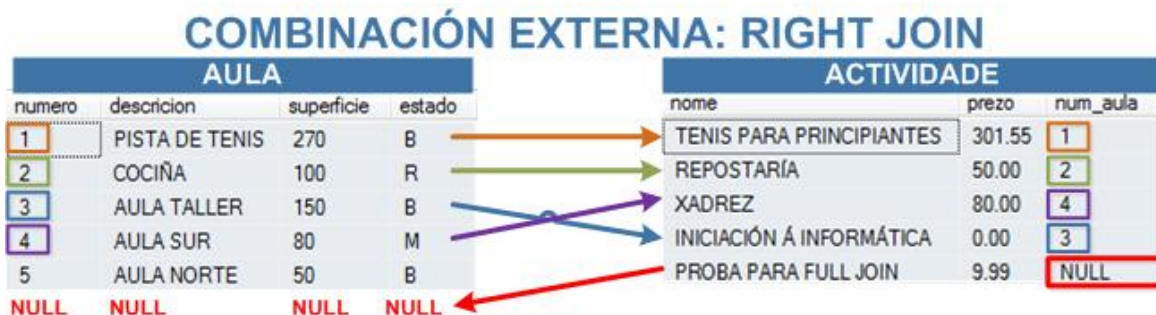 COMBINACIÓN EXTERNA: RIGHT JOIN
AULA
numero descricion superficie estado
1 PISTA DE TENIS 270 B
2 COCIÑA 100 R
3 AULA TALLER 150 B
4 AULA SUR 80 M
5 AULA NORTE 50 B
NULL NULL NULL NULL
ACTIVIDADE
nome prezo num_aula
TENIS PARA PRINCIPIANTES 301.55 1
REPOSTARÍA 50.00 2
XADREZ 80.00 4
INICIACIÓN Á INFORMÁTICA 0.00 3
PROBA PARA FULL JOIN 9.99 NULL